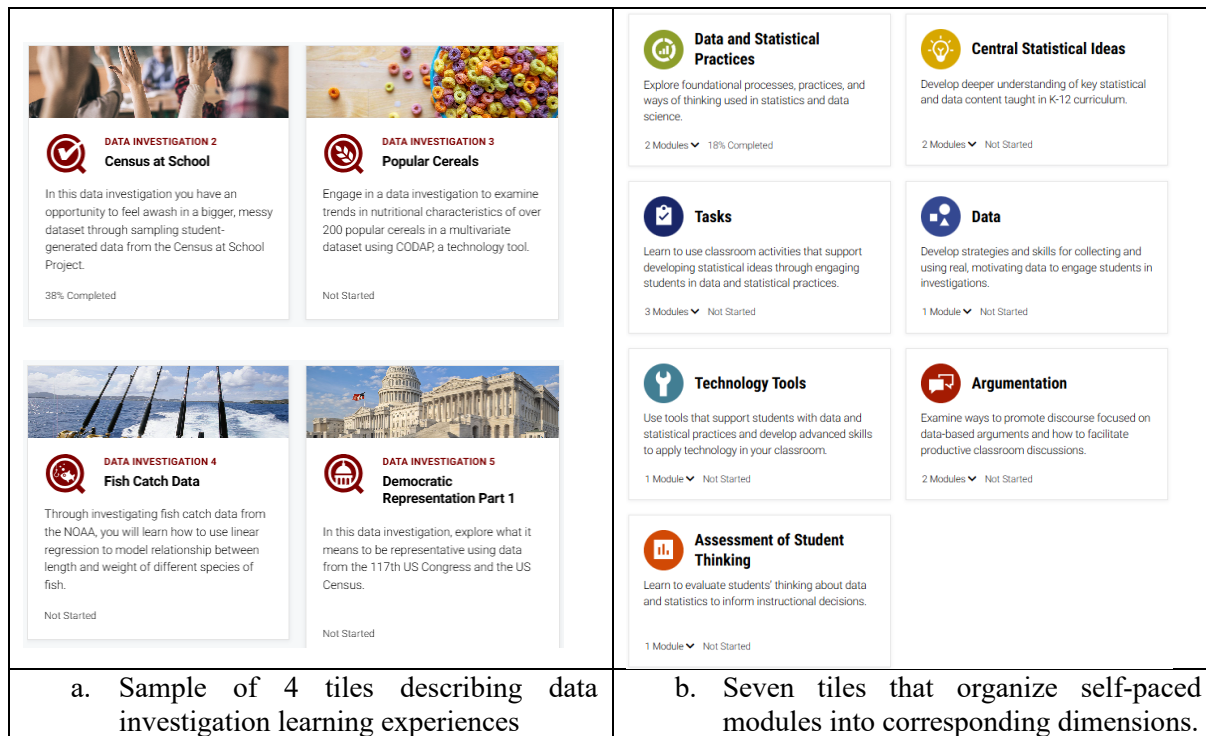 DATA INVESTIGATION 2
Census at School
In this data investigation you have an
opportunity to feel awash in a bigger, messy
dataset through sampling student-
generated data from the Census at School
Project.
38% Completed
DATA INVESTIGATION 3
Popular Cereals
Engage in a data investigation to examine
trends in nutritional characteristics of over
200 popular cereals in a multivariate
dataset using CODAP, a technology tool.
Not Started
DATA INVESTIGATION 4
Fish Catch Data
Through investigating fish catch data from
the NOAA, you will learn how to use linear
regression to model relationship between
length and weight of different species of
fish.
Not Started
DATA INVESTIGATION 5
Democratic
Representation Part 1
In this data investigation, explore what it
means to be representative using data
from the 117th US Congress and the US
Census.
Not Started
a. Sample of 4 tiles describing data
investigation learning experiences
Data and Statistical
Practices
Explore foundational processes, practices, and
ways of thinking used in statistics and data
science.
2 Modules 18% Completed
Central Statistical Ideas
Develop deeper understanding of key statistical
and data content taught in K-12 curriculum.
2 Modules Not Started
Tasks
Learn to use classroom activities that support
developing statistical ideas through engaging
students in data and statistical practices.
3 Modules Not Started
Data
Develop strategies and skills for collecting and
using real, motivating data to engage students in
investigations.
1 Module Not Started
Technology Tools
Use tools that support students with data and
statistical practices and develop advanced skills
to apply technology in your classroom.
1 Module Not Started
Argumentation
Examine ways to promote discourse focused on
data-based arguments and how to facilitate
productive classroom discussions.
2 Modules Not Started
Assessment of Student
Thinking
Learn to evaluate students' thinking about data
and statistics to inform instructional decisions.
1 Module Not Started
b. Seven tiles that organize self-paced
modules into corresponding dimensions.